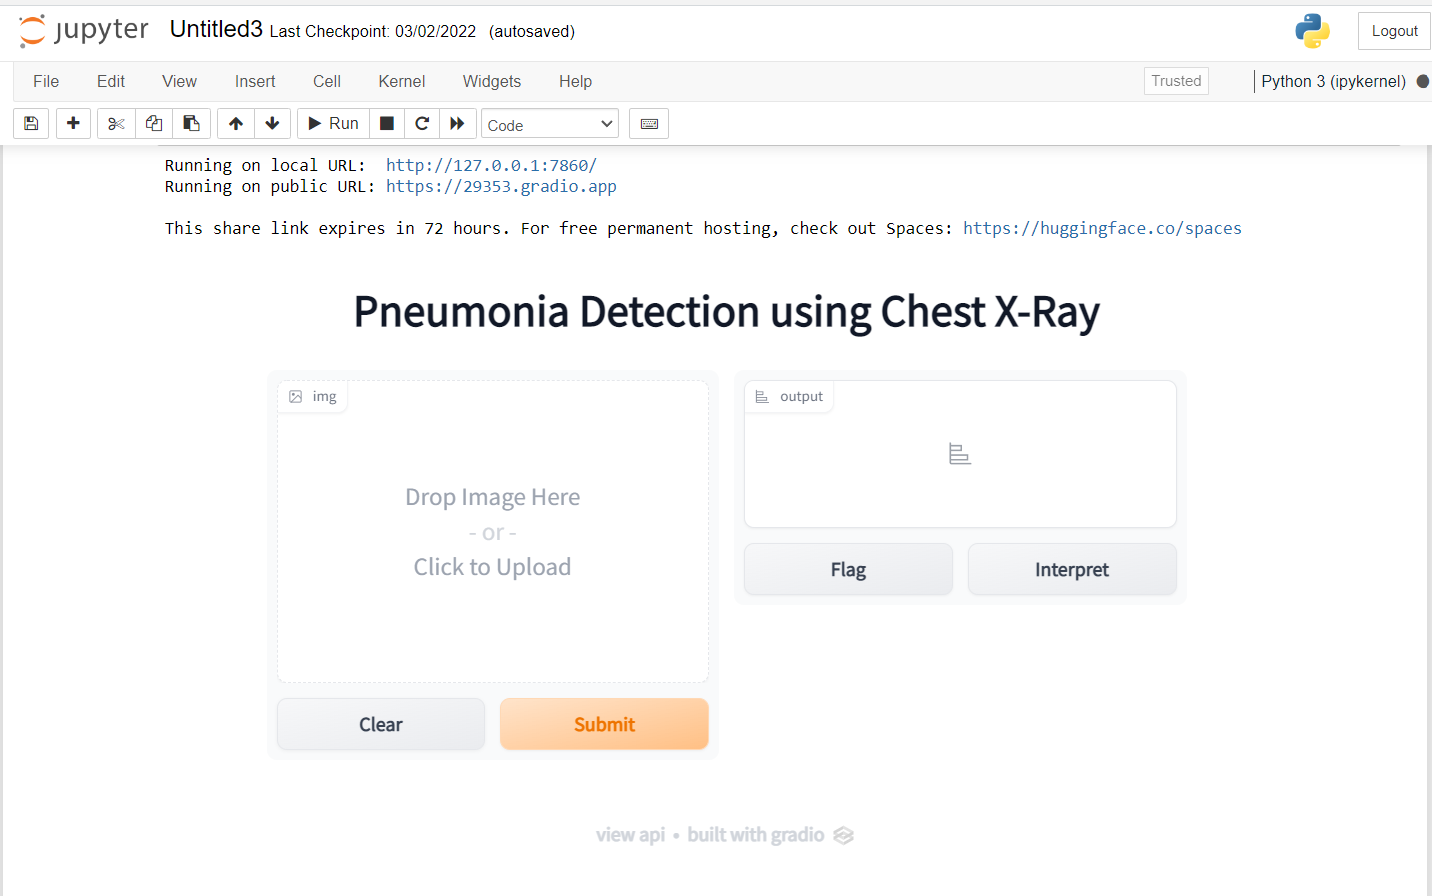 jupyter Untitled3 Last Checkpoint: 03/02/2022 (autosaved)
Logout
File Edit View Insert Cell Kernel Widgets Help
Trusted
Python 3 (ipykernel)
Run
Code
Running on local URL: http://127.0.0.1:7860/
Running on public URL: https://29353.gradio.app
This share link expires in 72 hours. For free permanent hosting, check out Spaces: https://huggingface.co/spaces
Pneumonia Detection using Chest X-Ray
img
Drop Image Here
- or -
Click to Upload
Clear
Submit
output
Flag
Interpret
view api • built with gradio